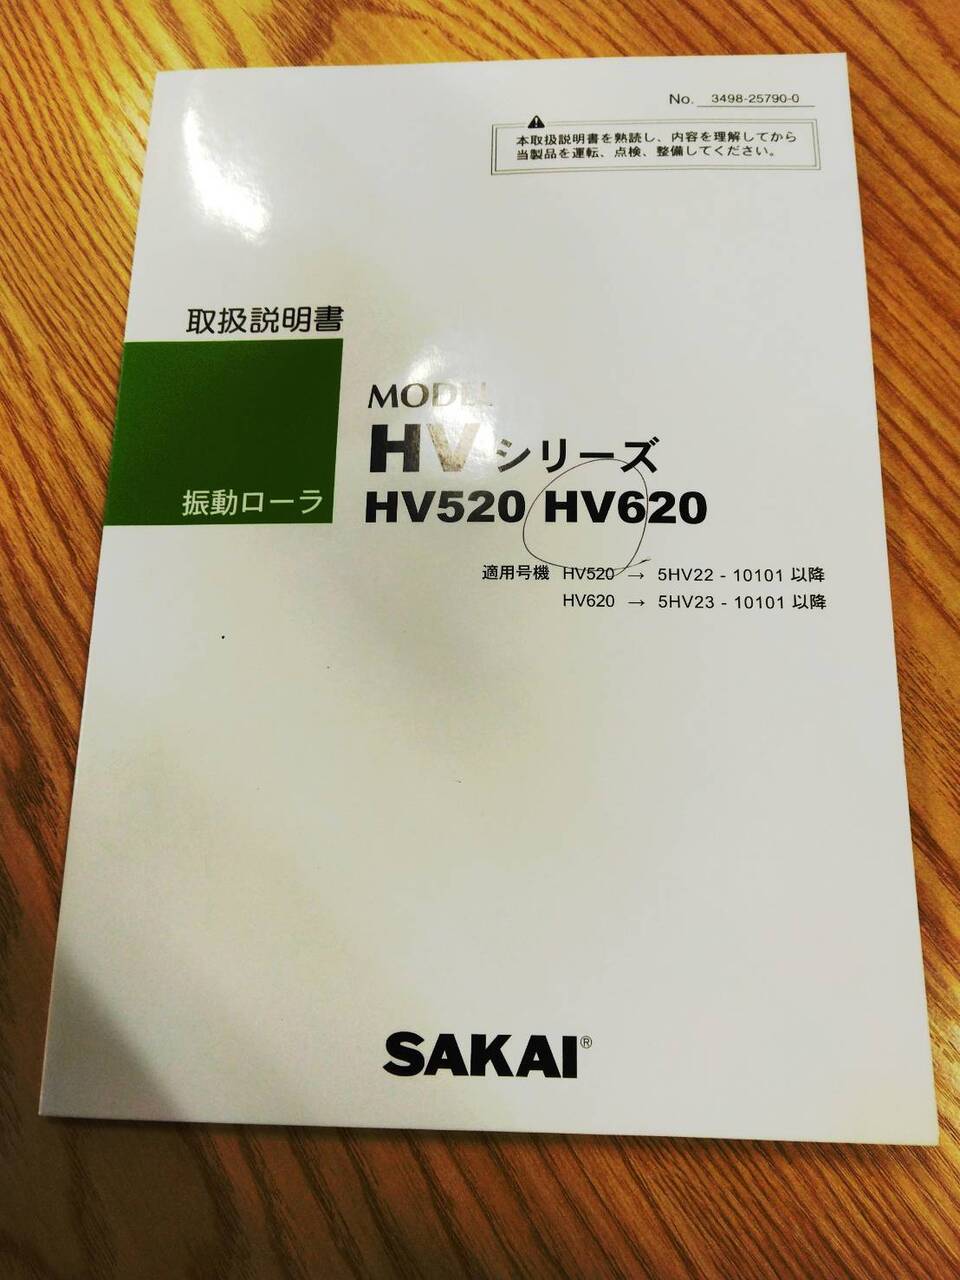 No. 3498-25790-0
本取扱説明書を熟読し、内容を理解してから
当製品を運転、点検、整備してください。
取扱説明書
振動ローラ
MODEL
HVシリーズ
HV520 HV620
適用号機 HV520 → 5HV22 - 10101 以降
HV620 → 5HV23 - 10101 以降
SAKAI®